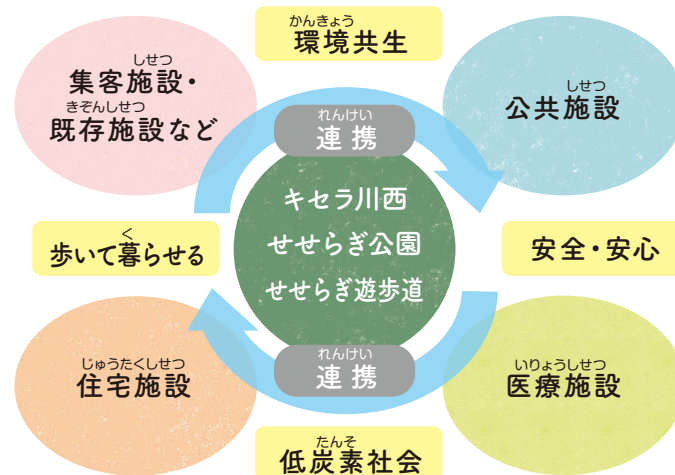 かんきょう
環境共生
しせつ
集客施設・
きぞんしせつ
既存施設など
しせつ
公共施設
れんけい
連携
キセラ川西
せせらぎ公園
せせらぎ遊歩道
く
歩いて暮らせる
安全・安心
じゅうたくしせつ
住宅施設
れんけい
連携
いりょうしせつ
医療施設
たんそ
低炭素社会